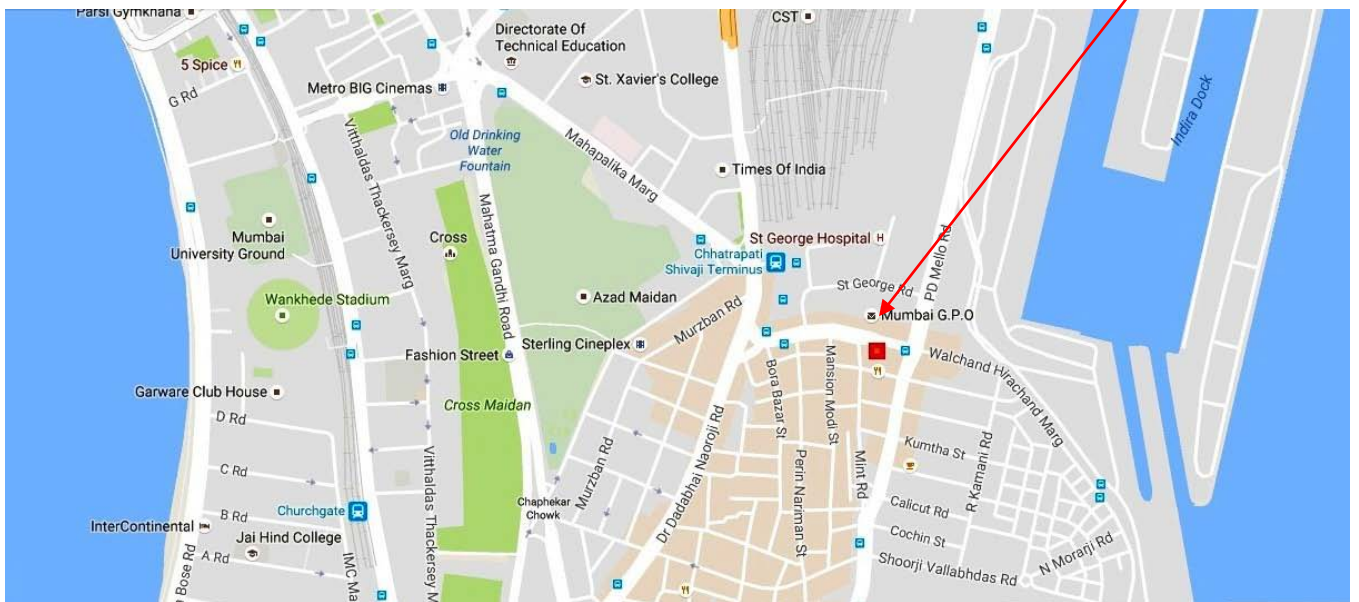 Parsi Gymkhana
CST
Directorate Of
Technical Education
5 Spice
Metro BIG Cinemas
St. Xavier's College
G Rd
Indira Dock
Old Drinking
Water
Fountain
Mahapalika Marg
Vitthaldas Thackersey Marg
Times Of India
Mahatma Gandhi Road
Mumbai
University Ground
Cross
St George Hospital
H
Chhatrapati
Shivaji Terminus
PD Mello Rd
St George Rd
Wankhede Stadium
Azad Maidan
Murzban Rd
Mumbai G.P.O
Fashion Street
Sterling Cineplex
Walchand Hirachand Marg
Garware Club House
Cross Maidan
Bora Bazar St
Mansion Modi St
D Rd
Dr Dadabhai Naoroji Rd
Kumtha St
R Kamani Rd
Murzban Rd
Perin Nariman St
Mint Rd
C Rd
Vitthaldas Thackersey M
Chaphekar
Chowk
Calicut Rd
Churchgate
B Rd
InterContinental
Jai Hind College
Cochin St
N Morarji Rd
A Rd
Shoorji Vallabhdas Rd
Bose Rd
IMC Ma